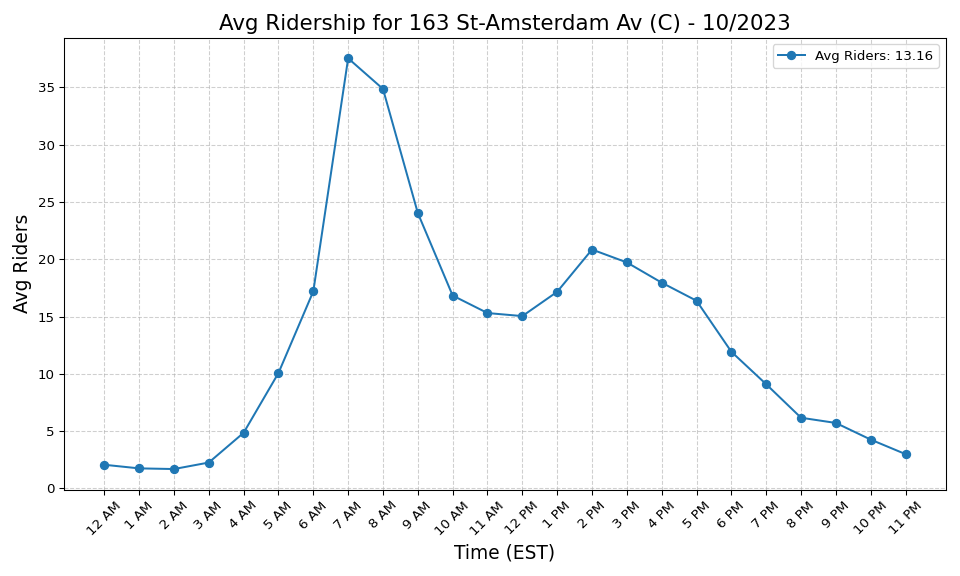 Avg Ridership for 163 St-Amsterdam Av (C) - 10/2023
Avg Riders: 13.16
Avg Riders
35
30
25
20
15
10
5
0
12 AM
1 AM
2 AM
3 AM
4 AM
5 AM
6 AM
7 AM
8 AM
9 AM
10 AM
11 AM
12 PM
1 PM
2 PM
3 PM
4 PM
5 PM
6 PM
7 PM
8 PM
9 PM
10 PM
11 PM
Time (EST)